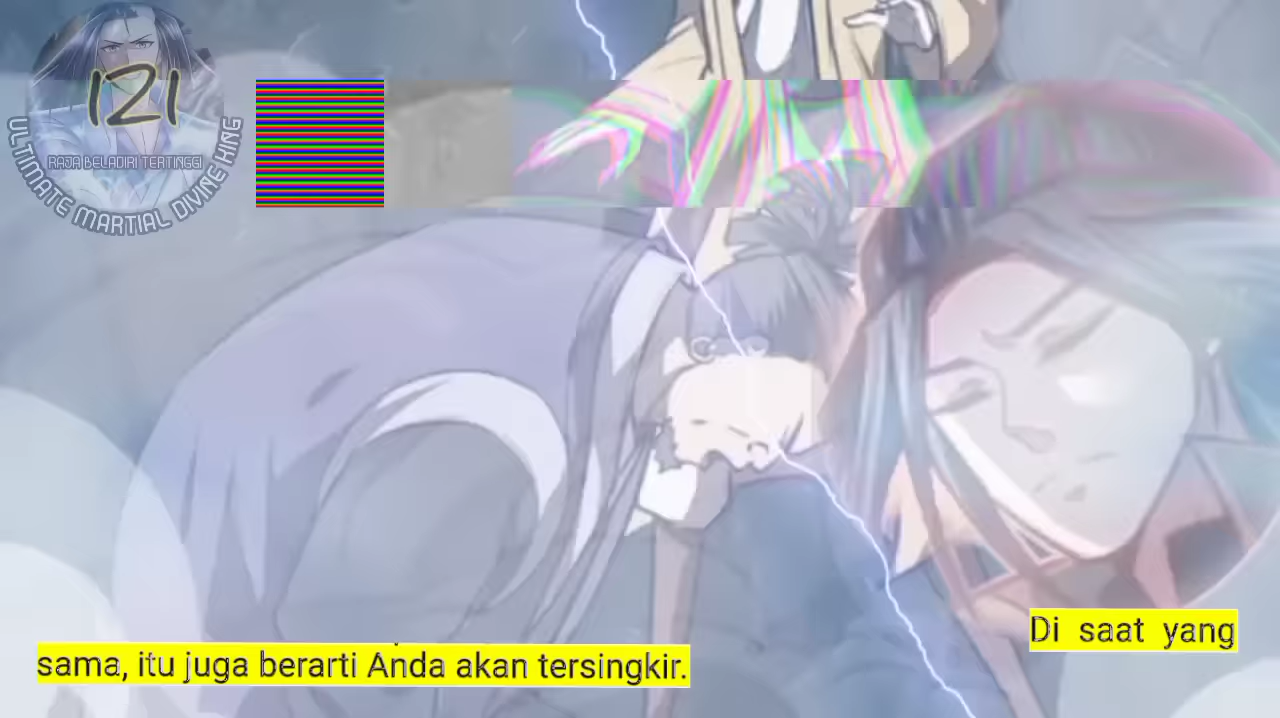 121
RAJA BELADIRI TERTINGGI
ULTIMATE MARTIAL DIVINE KING
Di saat yang
sama, itu juga berarti Anda akan tersingkir.